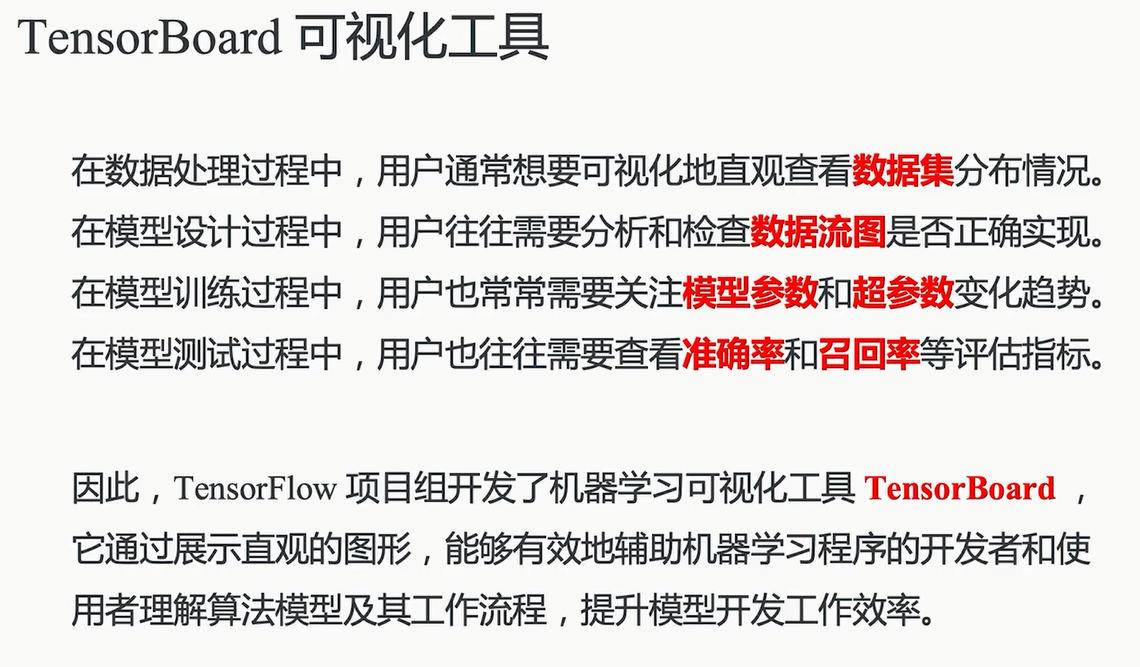 TensorBoard 可视化工具
在数据处理过程中，用户通常想要可视化地直观查看数据集分布情况。
在模型设计过程中，用户往往需要分析和检查数据流图是否正确实现。
在模型训练过程中，用户也常常需要关注模型参数和超参数变化趋势。
在模型测试过程中，用户也往往需要查看准确率和召回率等评估指标。
因此，TensorFlow 项目组开发了机器学习可视化工具 TensorBoard ，
它通过展示直观的图形，能够有效地辅助机器学习程序的开发者和使
用者理解算法模型及其工作流程，提升模型开发工作效率。